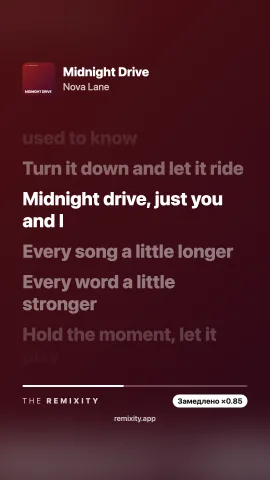 Midnight Drive
Nova Lane
MIDNIGHT DRIVE
used to know
Turn it down and let it ride
Midnight drive, just you
and I
Every song a little longer
Every word a little
stronger
Hold the moment, let it
play
THE REMIXITY
Замедлено ×0.85
remixity.app